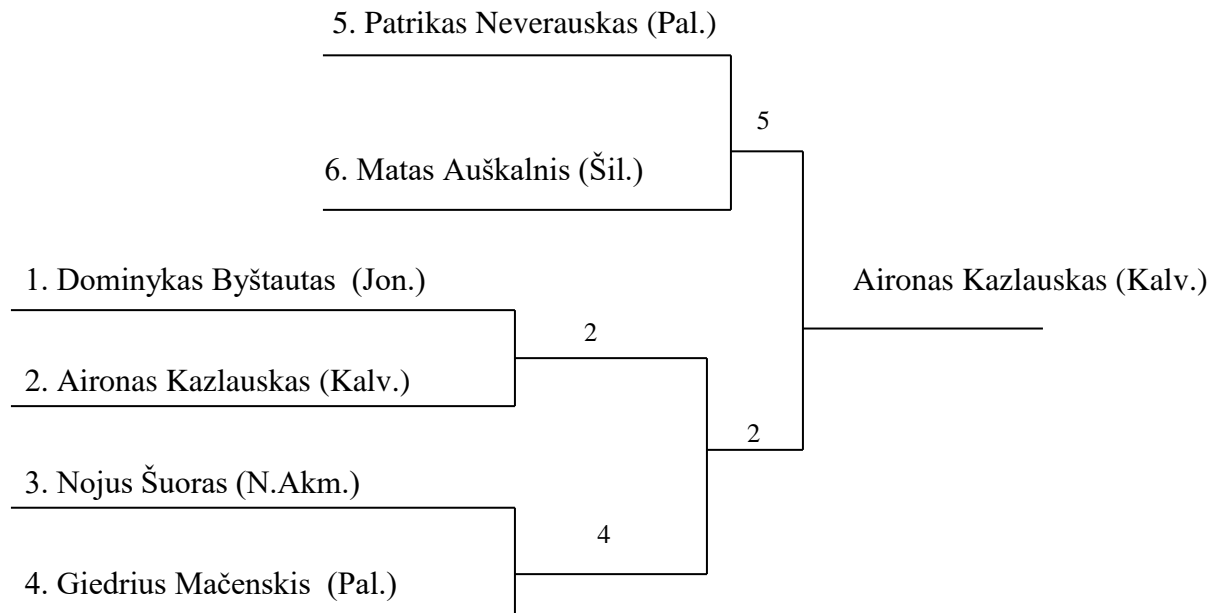 5. Patrikas Neverauskas (Pal.)
5
6. Matas Auškalnis (Šil.)
1. Dominykas Byštautas (Jon.)
Aironas Kazlauskas (Kalv.)
2
2. Aironas Kazlauskas (Kalv.)
2
3. Nojus Šuoras (N.Akm.)
4
4. Giedrius Mačenskis (Pal.)